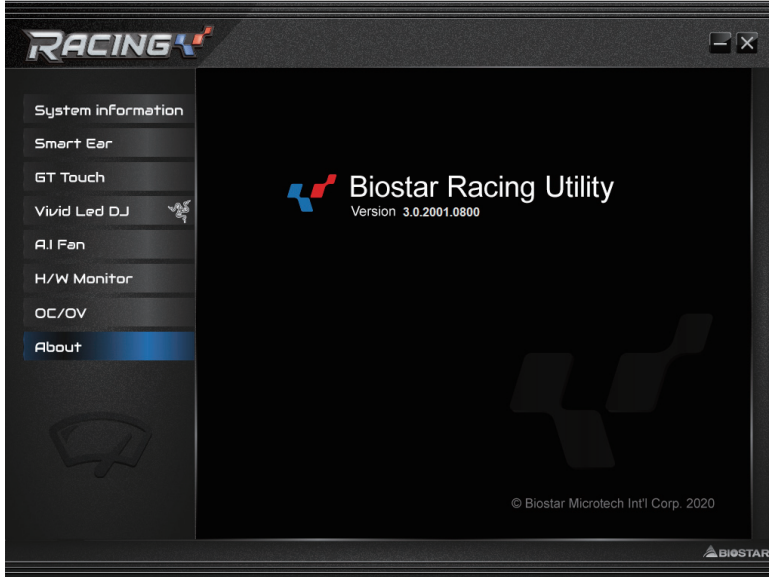 RACING
System information
Smart Ear
GT Touch
Vivid Led DJ
A.I Fan
H/W Monitor
OC/OV
About
Biostar Racing Utility
Version 3.0.2001.0800
© Biostar Microtech Int'l Corp. 2020
BIOSTAR